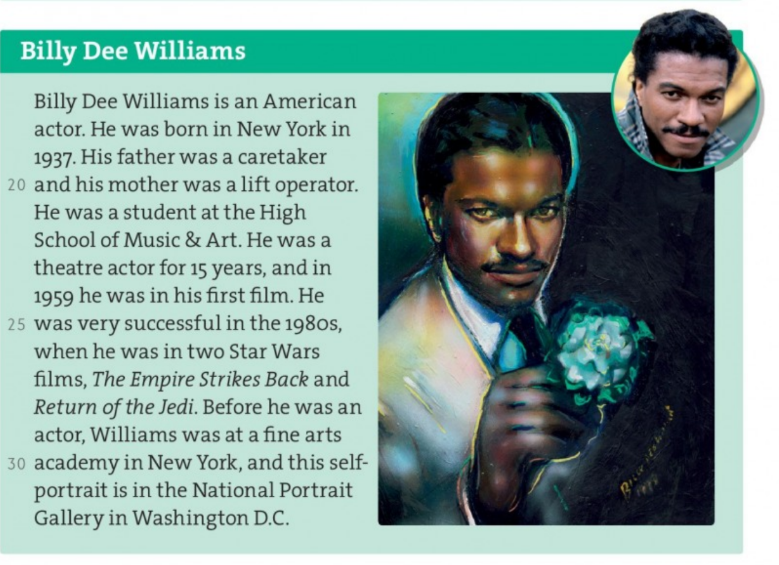 Billy Dee Williams
Billy Dee Williams is an American
actor. He was born in New York in
1937. His father was a caretaker
20 and his mother was a lift operator.
He was a student at the High
School of Music & Art. He was a
theatre actor for 15 years, and in
1959 he was in his first film. He
25 was very successful in the 1980s,
when he was in two Star Wars
films, The Empire Strikes Back and
Return of the Jedi. Before he was an
actor, Williams was at a fine arts
30 academy in New York, and this self-
portrait is in the National Portrait
Gallery in Washington D.C.